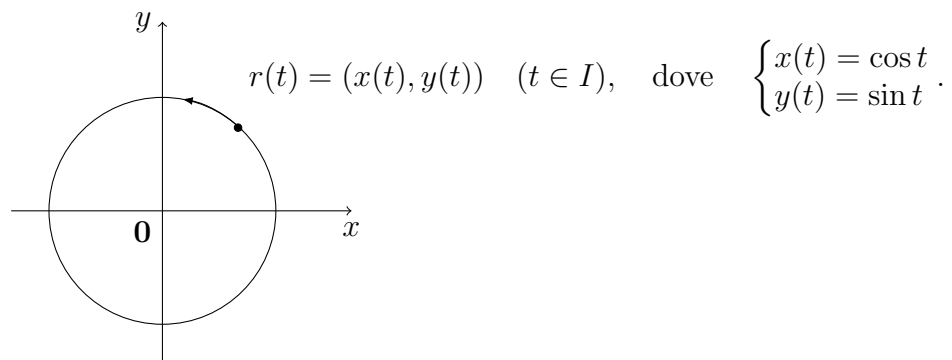 y
r(t) = (x(t), y(t)) (t ∈ I), dove { x(t) = cos t
y(t) = sin t .
0
x